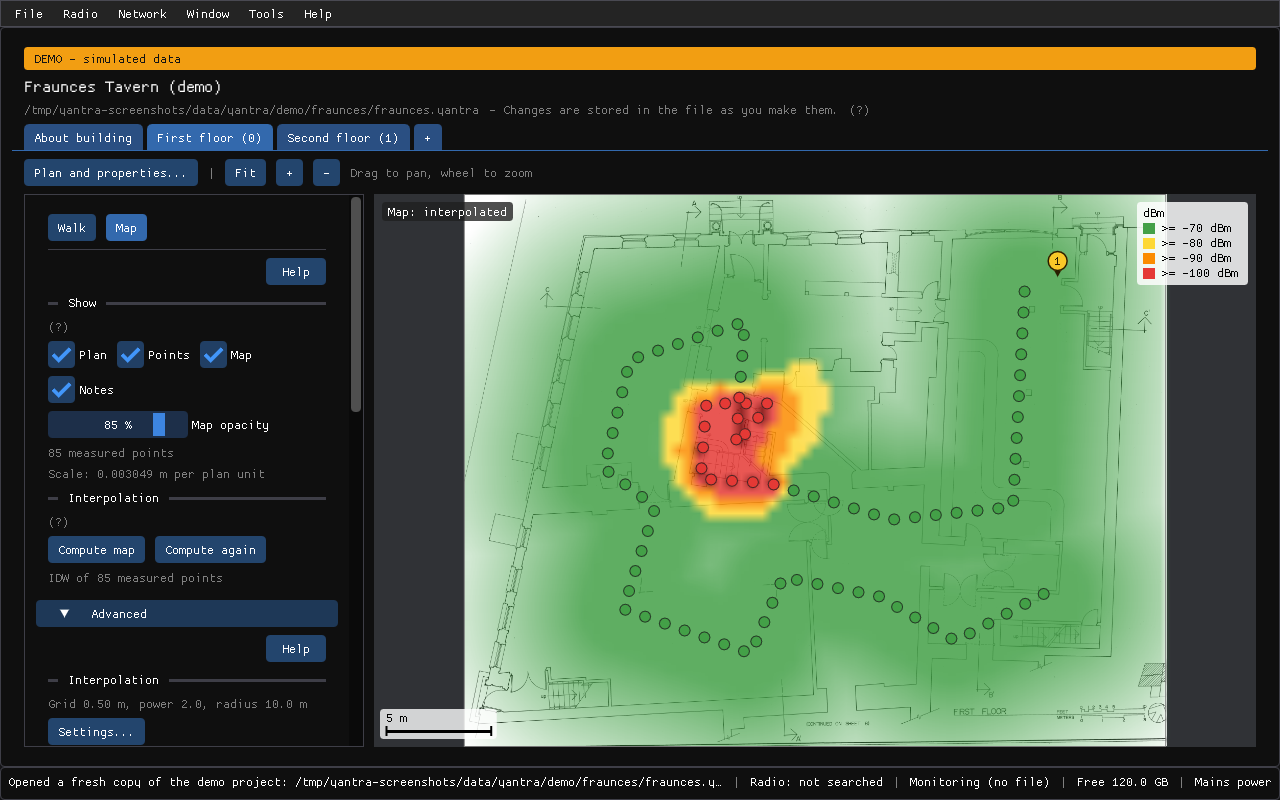 File Radio Network Window Tools Help
DEMO - simulated data
Fraunces Tavern (demo)
/tmp/yantra-screenshots/data/yantra/demo/fraunces/fraunces.yantra - Changes are stored in the file as you make them. (?)
About building First floor (0) Second floor (1) +
Plan and properties... | Fit + - Drag to pan, wheel to zoom
Walk Map
Help
Show
(?)
Plan Points Map
Notes
85 % Map opacity
85 measured points
Scale: 0.003049 m per plan unit
Interpolation
(?)
Compute map Compute again
IDW of 85 measured points
▼ Advanced
Help
Interpolation
Grid 0.50 m, power 2.0, radius 10.0 m
Settings...
Map: interpolated
dBm
>= -70 dBm
>= -80 dBm
>= -90 dBm
>= -100 dBm
1
A
B
C
C'
5 m
FIRST FLOOR
Opened a fresh copy of the demo project: /tmp/yantra-screenshots/data/yantra/demo/fraunces/fraunces.y… | Radio: not searched | Monitoring (no file) | Free 120.0 GB | Mains power